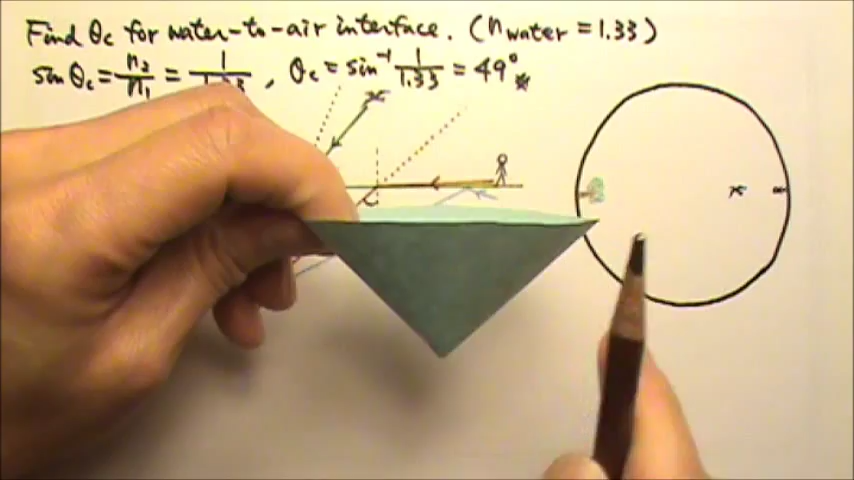 Find θc for water-to-air interface. (nwater = 1.33)
sin θc = n2/n1 = 1/1.33 , θc = sin⁻¹ 1/1.33 = 49°